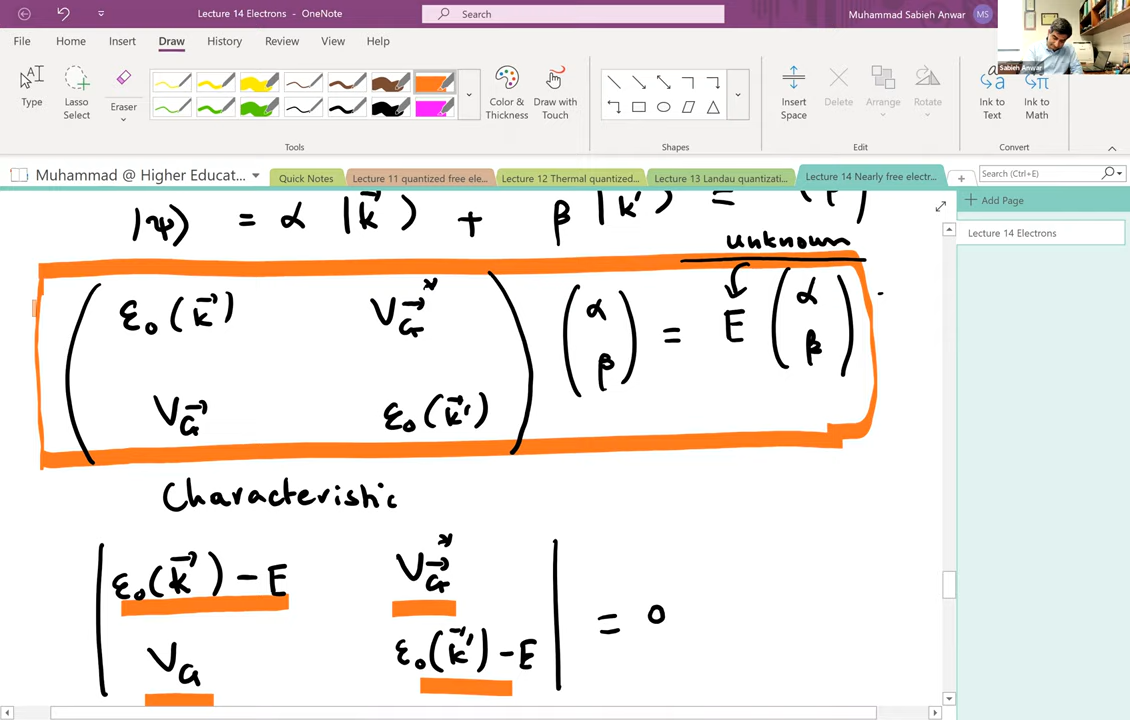 Lecture 14 Electrons - OneNote
Search
Muhammad Sabieh Anwar MS
File Home Insert Draw History Review View Help
Type
Lasso Select
Eraser
Color & Thickness
Draw with Touch
Insert Space
Delete
Arrange
Rotate
Ink to Text
Ink to Math
Tools
Shapes
Edit
Convert
Sabieh Anwar
Muhammad @ Higher Educat...
Quick Notes
Lecture 11 quantized free ele...
Lecture 12 Thermal quantized...
Lecture 13 Landau quantizati...
Lecture 14 Nearly free electr...
Search (Ctrl+E)
Add Page
Lecture 14 Electrons
|ψ⟩ = α |k⃗⟩ + β |k⃗'⟩ =
unknown
( ε₀(k⃗) V_G⃗* ) ( α ) = E ( α )
( V_G⃗ ε₀(k⃗') ) ( β ) ( β )
Characteristic
| ε₀(k⃗) - E V_G⃗* |
| V_G ε₀(k⃗') - E | = 0